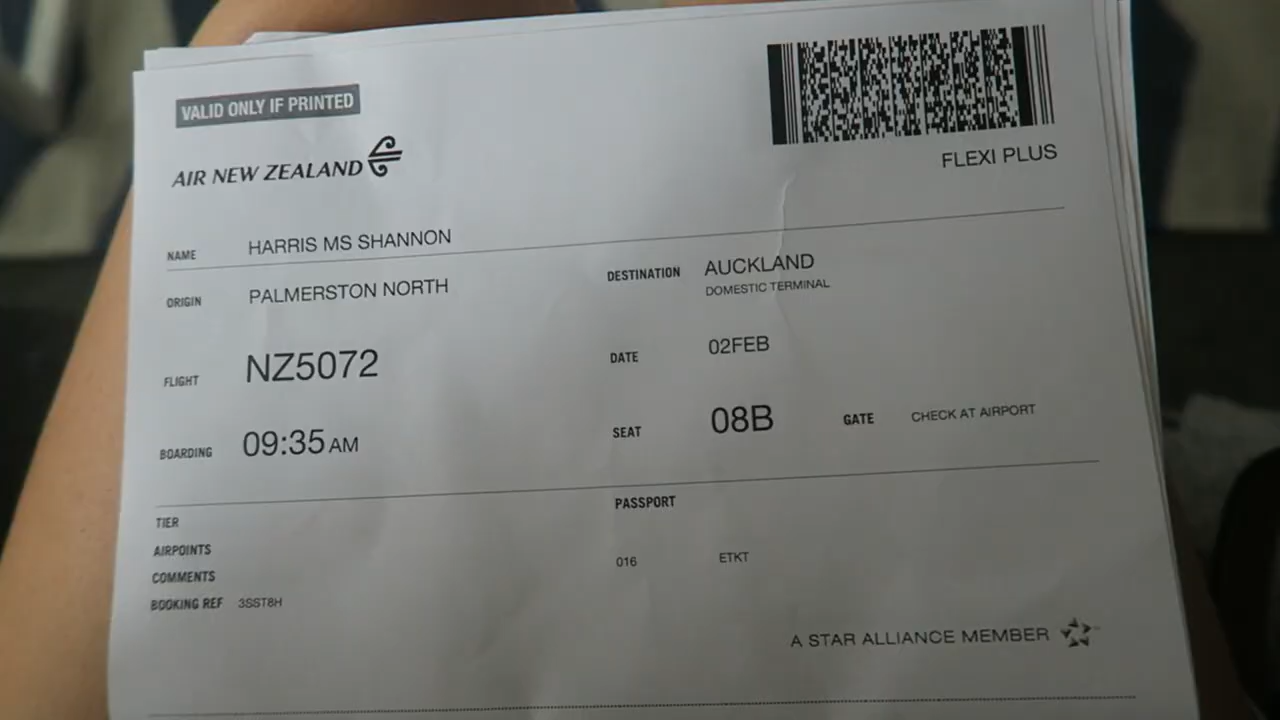 VALID ONLY IF PRINTED
AIR NEW ZEALAND
FLEXI PLUS
NAME HARRIS MS SHANNON
ORIGIN PALMERSTON NORTH DESTINATION AUCKLAND
DOMESTIC TERMINAL
FLIGHT NZ5072 DATE 02FEB
BOARDING 09:35 AM SEAT 08B GATE CHECK AT AIRPORT
TIER PASSPORT
AIRPOINTS 016 ETKT
COMMENTS
BOOKING REF 3SST8H
A STAR ALLIANCE MEMBER